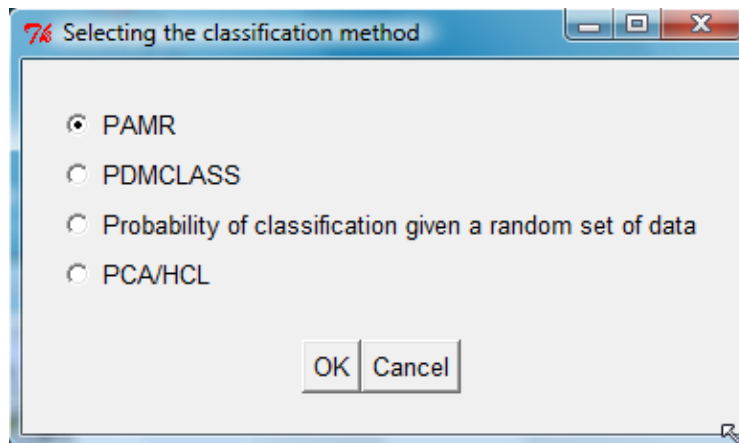 Selecting the classification method
PAMR
PDMCLASS
Probability of classification given a random set of data
PCA/HCL
OK Cancel